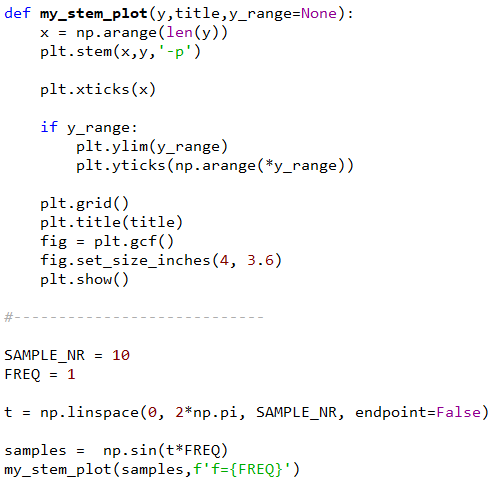 def my_stem_plot(y,title,y_range=None):
    x = np.arange(len(y))
    plt.stem(x,y,'-p')

    plt.xticks(x)

    if y_range:
        plt.ylim(y_range)
        plt.yticks(np.arange(*y_range))

    plt.grid()
    plt.title(title)
    fig = plt.gcf()
    fig.set_size_inches(4, 3.6)
    plt.show()

#----------------------------

SAMPLE_NR = 10
FREQ = 1

t = np.linspace(0, 2*np.pi, SAMPLE_NR, endpoint=False)

samples =  np.sin(t*FREQ)
my_stem_plot(samples,f'f={FREQ}')